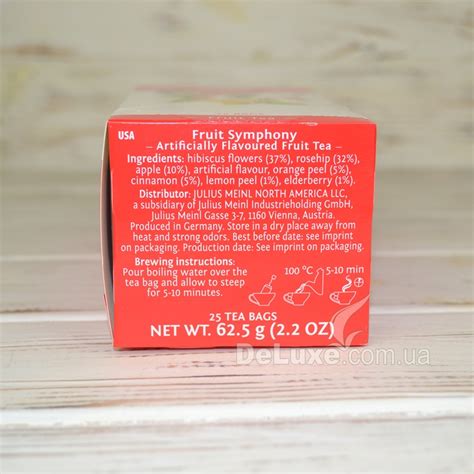 Fruit Tea
USA
Fruit Symphony
— Artificially Flavoured Fruit Tea —
Ingredients: hibiscus flowers (37%), rosehip (32%),
apple (10%), artificial flavour, orange peel (5%),
cinnamon (5%), lemon peel (1%), elderberry (1%).
Distributor: JULIUS MEINL NORTH AMERICA LLC,
a subsidiary of Julius Meinl Industrieholding GmbH,
Julius Meinl Gasse 3-7, 1160 Vienna, Austria.
Produced in Germany. Store in a dry place away from
heat and strong odors. Best before date: see imprint
on packaging. Production date: See imprint on packaging.
Brewing instructions:
Pour boiling water over the
tea bag and allow to steep
for 5-10 minutes.
100 °C 5-10 min
25 TEA BAGS
NET WT. 62.5 g (2.2 OZ)
DeLuxe.com.ua